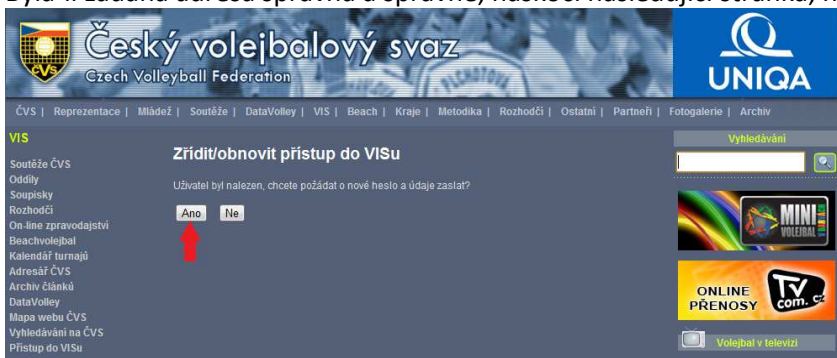 Český volejbalový svaz
Czech Volleyball Federation
ČVS
UNIQA
ČVS | Reprezentace | Mládež | Soutěže | DataVolley | VIS | Beach | Kraje | Metodika | Rozhodčí | Ostatní | Partneři | Fotogalerie | Archiv
VIS
Soutěže ČVS
Oddíly
Soupisky
Rozhodčí
On-line zpravodajství
Beachvolejbal
Kalendář turnajů
Adresář ČVS
Archiv článků
DataVolley
Mapa webu ČVS
Vyhledávání na ČVS
Přístup do VISu
Zřídit/obnovit přístup do VISu
Uživatel byl nalezen, chcete požádat o nové heslo a údaje zaslat?
Ano Ne
Vyhledávání
MINI
VOLEJBAL
ONLINE
PŘENOSY
TV
com.cz
Volejbal v televizi